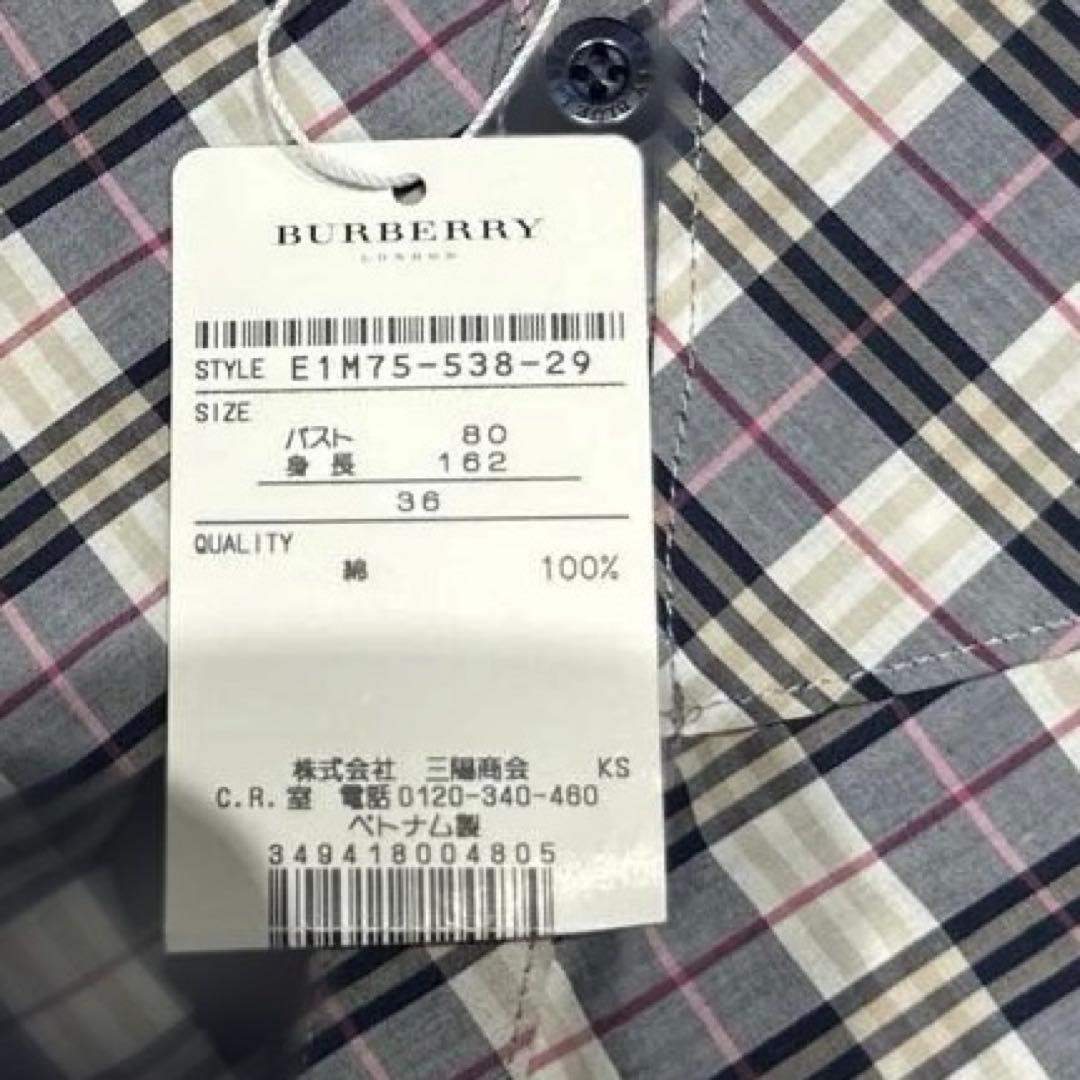 BURBERRY
LONDON
STYLE E1M75-538-29
SIZE
バスト 80
身長 162
36
QUALITY
綿 100%
株式会社 三陽商会 KS
C.R.室 電話0120-340-460
ベトナム製
349418004805